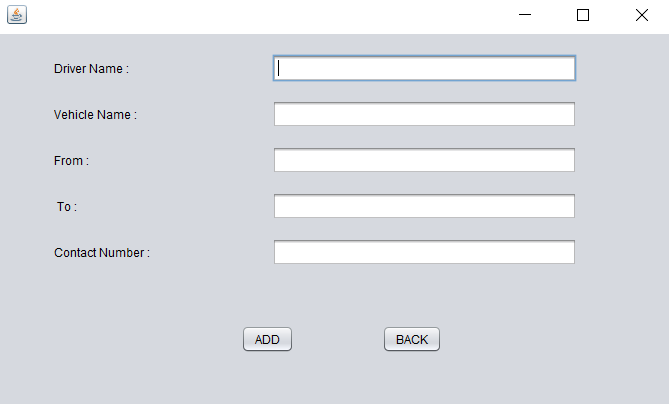 Driver Name :
Vehicle Name :
From :
To :
Contact Number :
ADD BACK